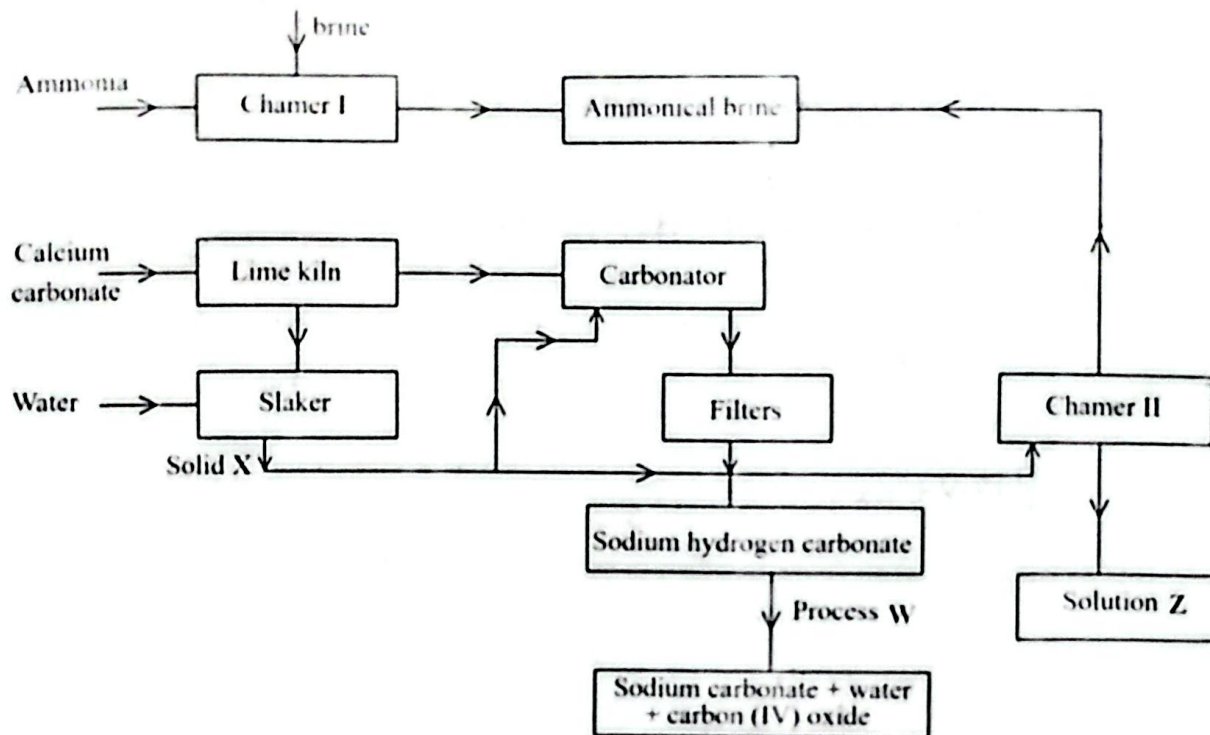 brine
Ammonia
Chamer I
Ammonical brine
Calcium
carbonate
Lime kiln
Carbonator
Water
Slaker
Filters
Chamer II
Solid X
Sodium hydrogen carbonate
Process W
Solution Z
Sodium carbonate + water
+ carbon (IV) oxide